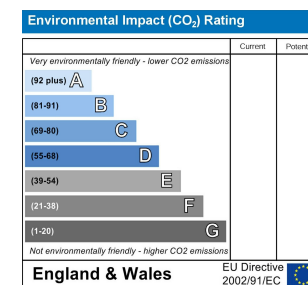 Environmental Impact (CO₂) Rating
Current Potent
Very environmentally friendly - lower CO2 emissions
(92 plus) A
(81-91) B
(69-80) C
(55-68) D
(39-54) E
(21-38) F
(1-20) G
Not environmentally friendly - higher CO2 emissions
England & Wales
EU Directive
2002/91/EC